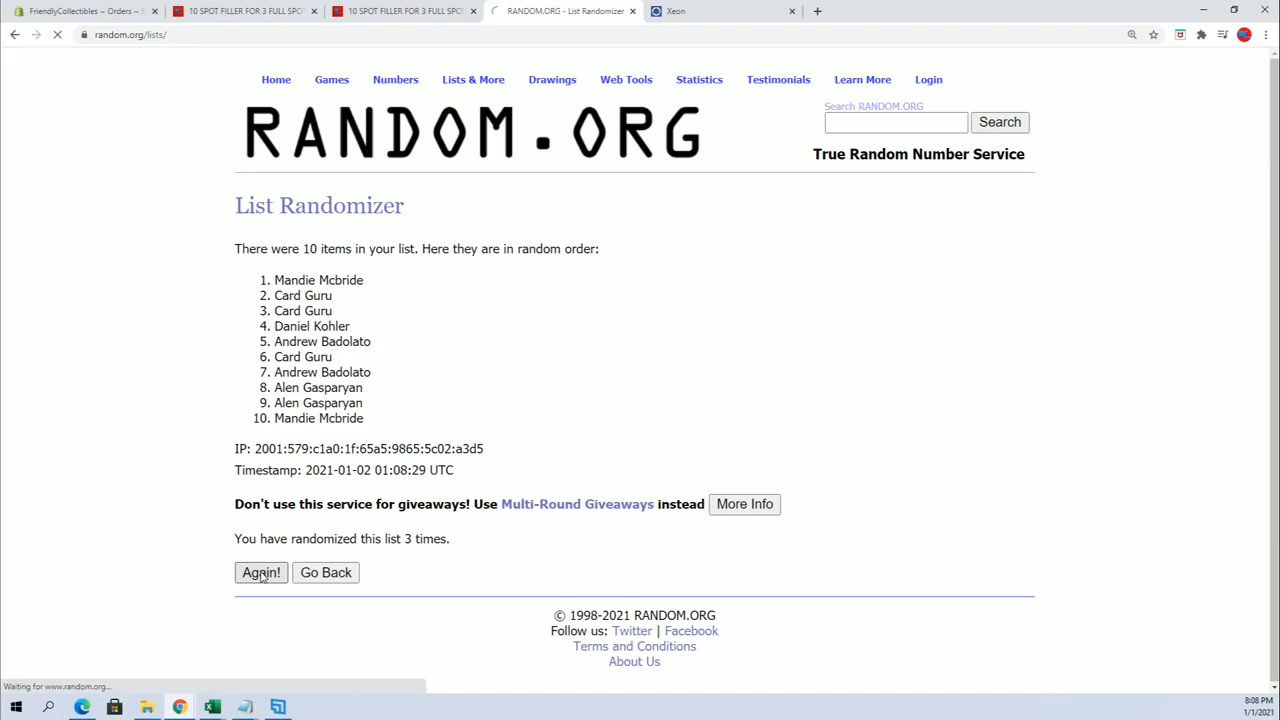 FriendlyCollectibles ~ Orders ~ S
10 SPOT FILLER FOR 3 FULL SPOT
10 SPOT FILLER FOR 3 FULL SPOT
RANDOM.ORG - List Randomizer
Xeon
random.org/lists/
Home Games Numbers Lists & More Drawings Web Tools Statistics Testimonials Learn More Login
RANDOM.ORG
Search RANDOM.ORG
Search
True Random Number Service
List Randomizer
There were 10 items in your list. Here they are in random order:
1. Mandie Mcbride
2. Card Guru
3. Card Guru
4. Daniel Kohler
5. Andrew Badolato
6. Card Guru
7. Andrew Badolato
8. Alen Gasparyan
9. Alen Gasparyan
10. Mandie Mcbride
IP: 2001:579:c1a0:1f:65a5:9865:5c02:a3d5
Timestamp: 2021-01-02 01:08:29 UTC
Don't use this service for giveaways! Use Multi-Round Giveaways instead More Info
You have randomized this list 3 times.
Again! Go Back
© 1998-2021 RANDOM.ORG
Follow us: Twitter | Facebook
Terms and Conditions
About Us
Waiting for www.random.org...
8:08 PM
1/1/2021